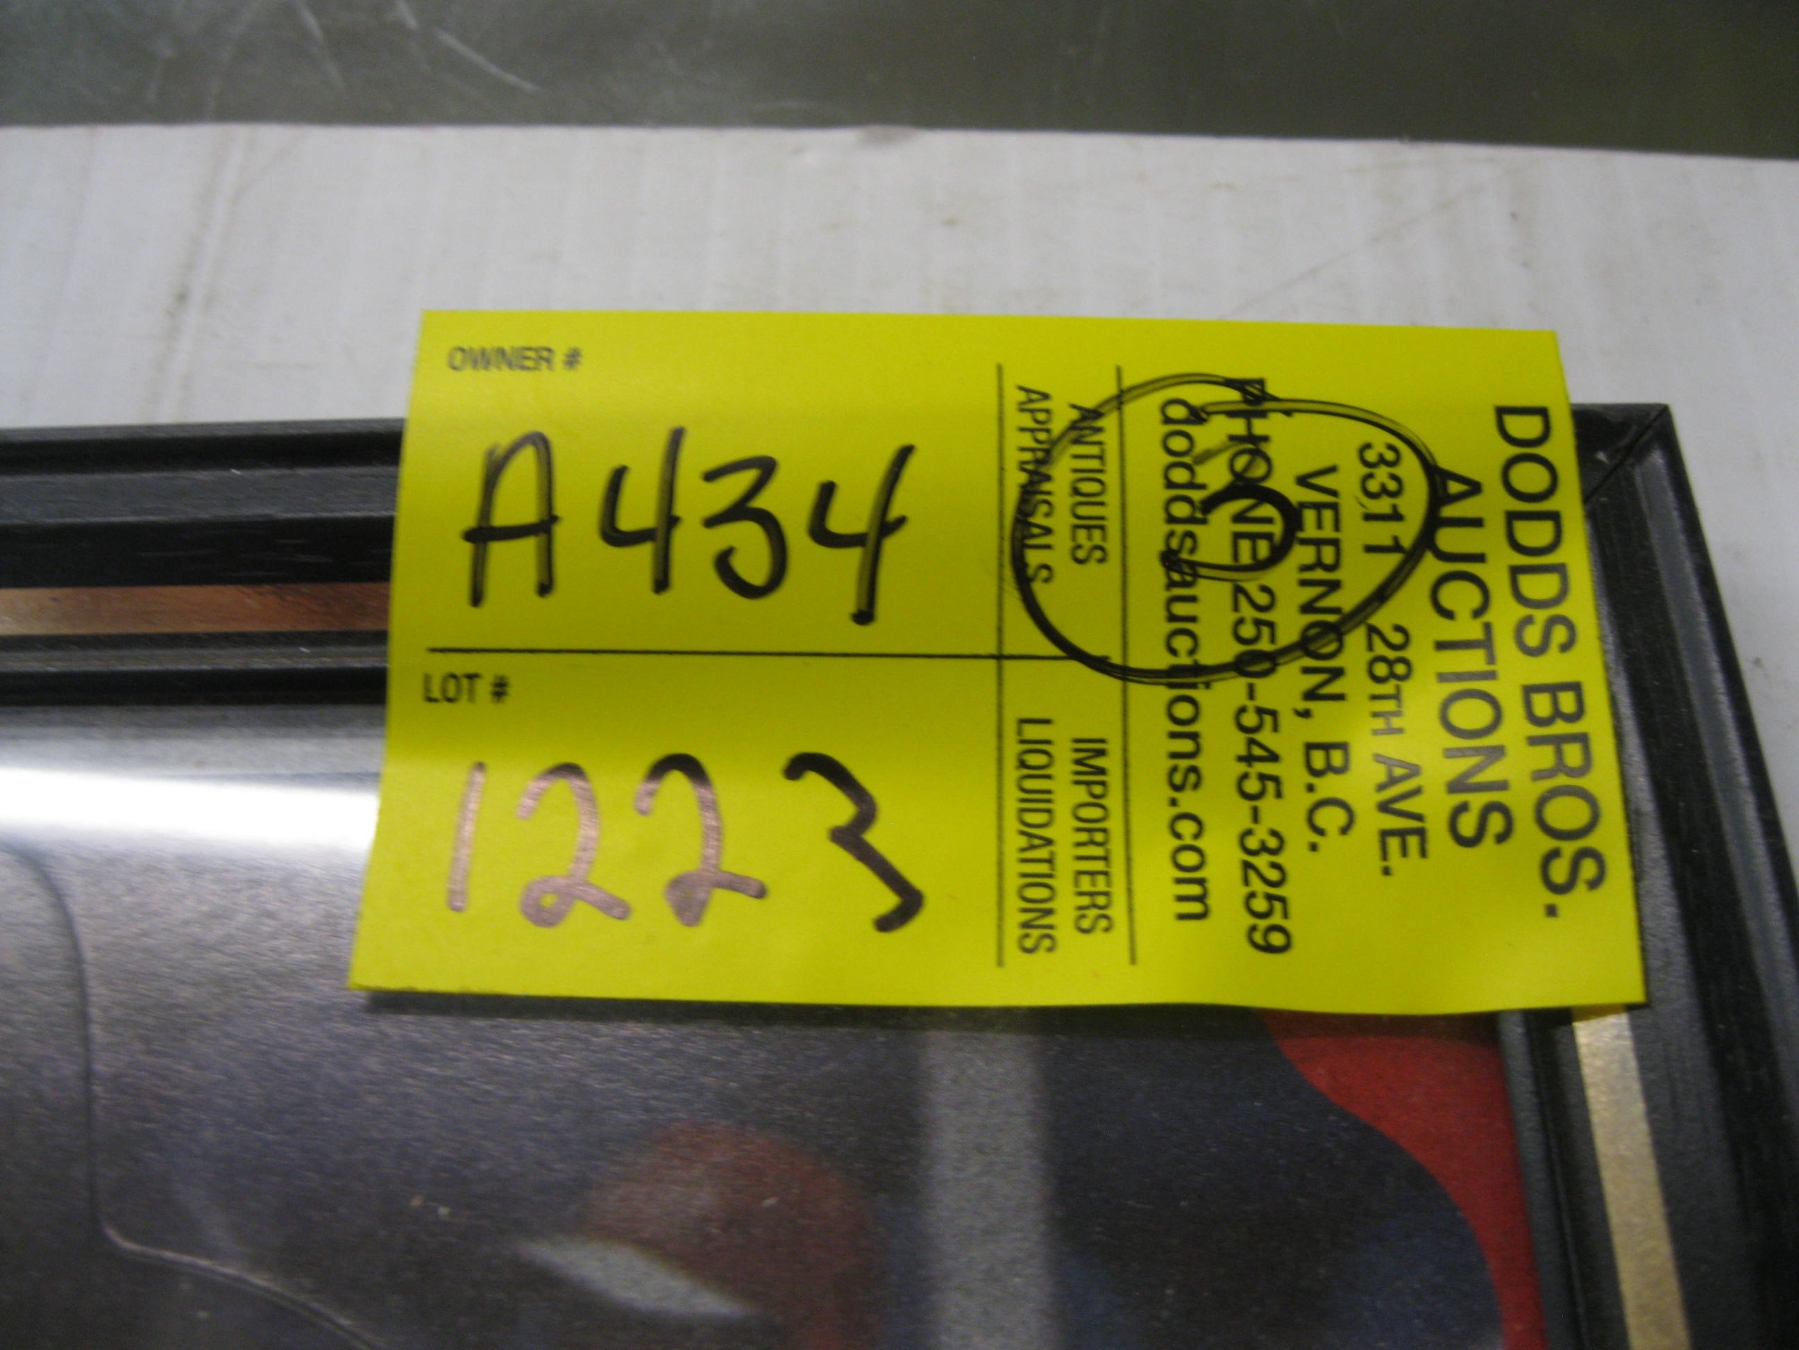 OWNER #
A434
LOT #
1223
DODDS BROS.
AUCTIONS
3311 - 28TH AVE.
VERNON, B.C.
PHONE 250-545-3259
doddsauctions.com
ANTIQUES IMPORTERS
APPRAISALS LIQUIDATIONS